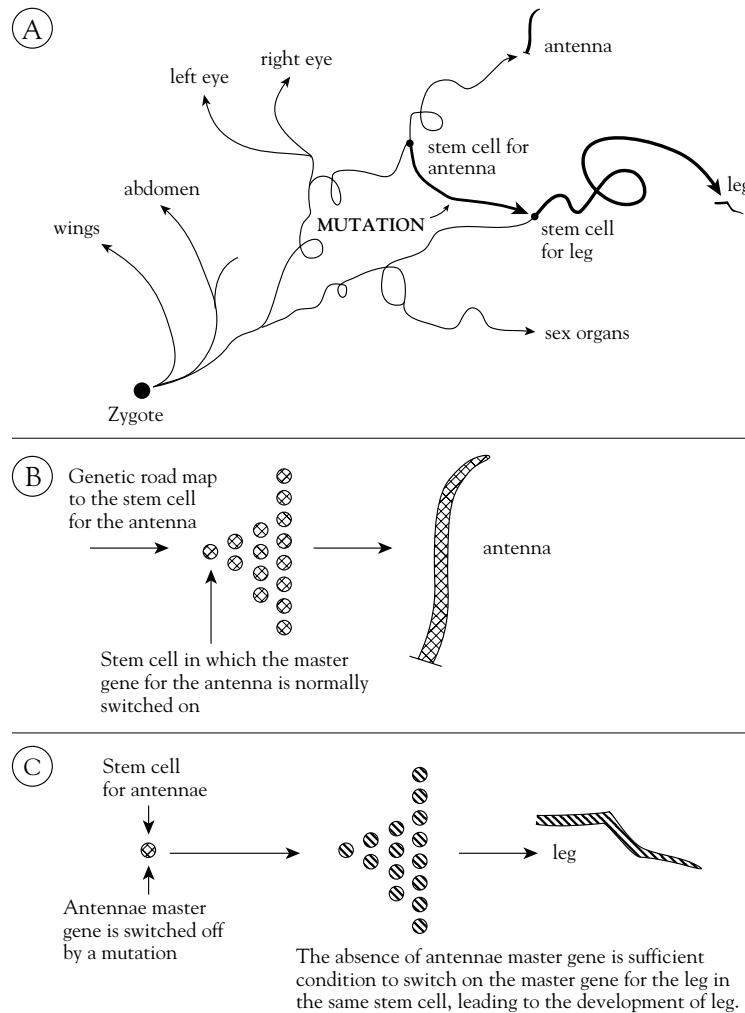 A
antenna
right eye
left eye
stem cell for
antenna
leg
abdomen
MUTATION
wings
stem cell
for leg
sex organs
Zygote
B
Genetic road map
to the stem cell
for the antenna
antenna
Stem cell in which the master
gene for the antenna is normally
switched on
C
Stem cell
for antennae
leg
Antennae master
gene is switched off
by a mutation
The absence of antennae master gene is sufficient
condition to switch on the master gene for the leg in
the same stem cell, leading to the development of leg.